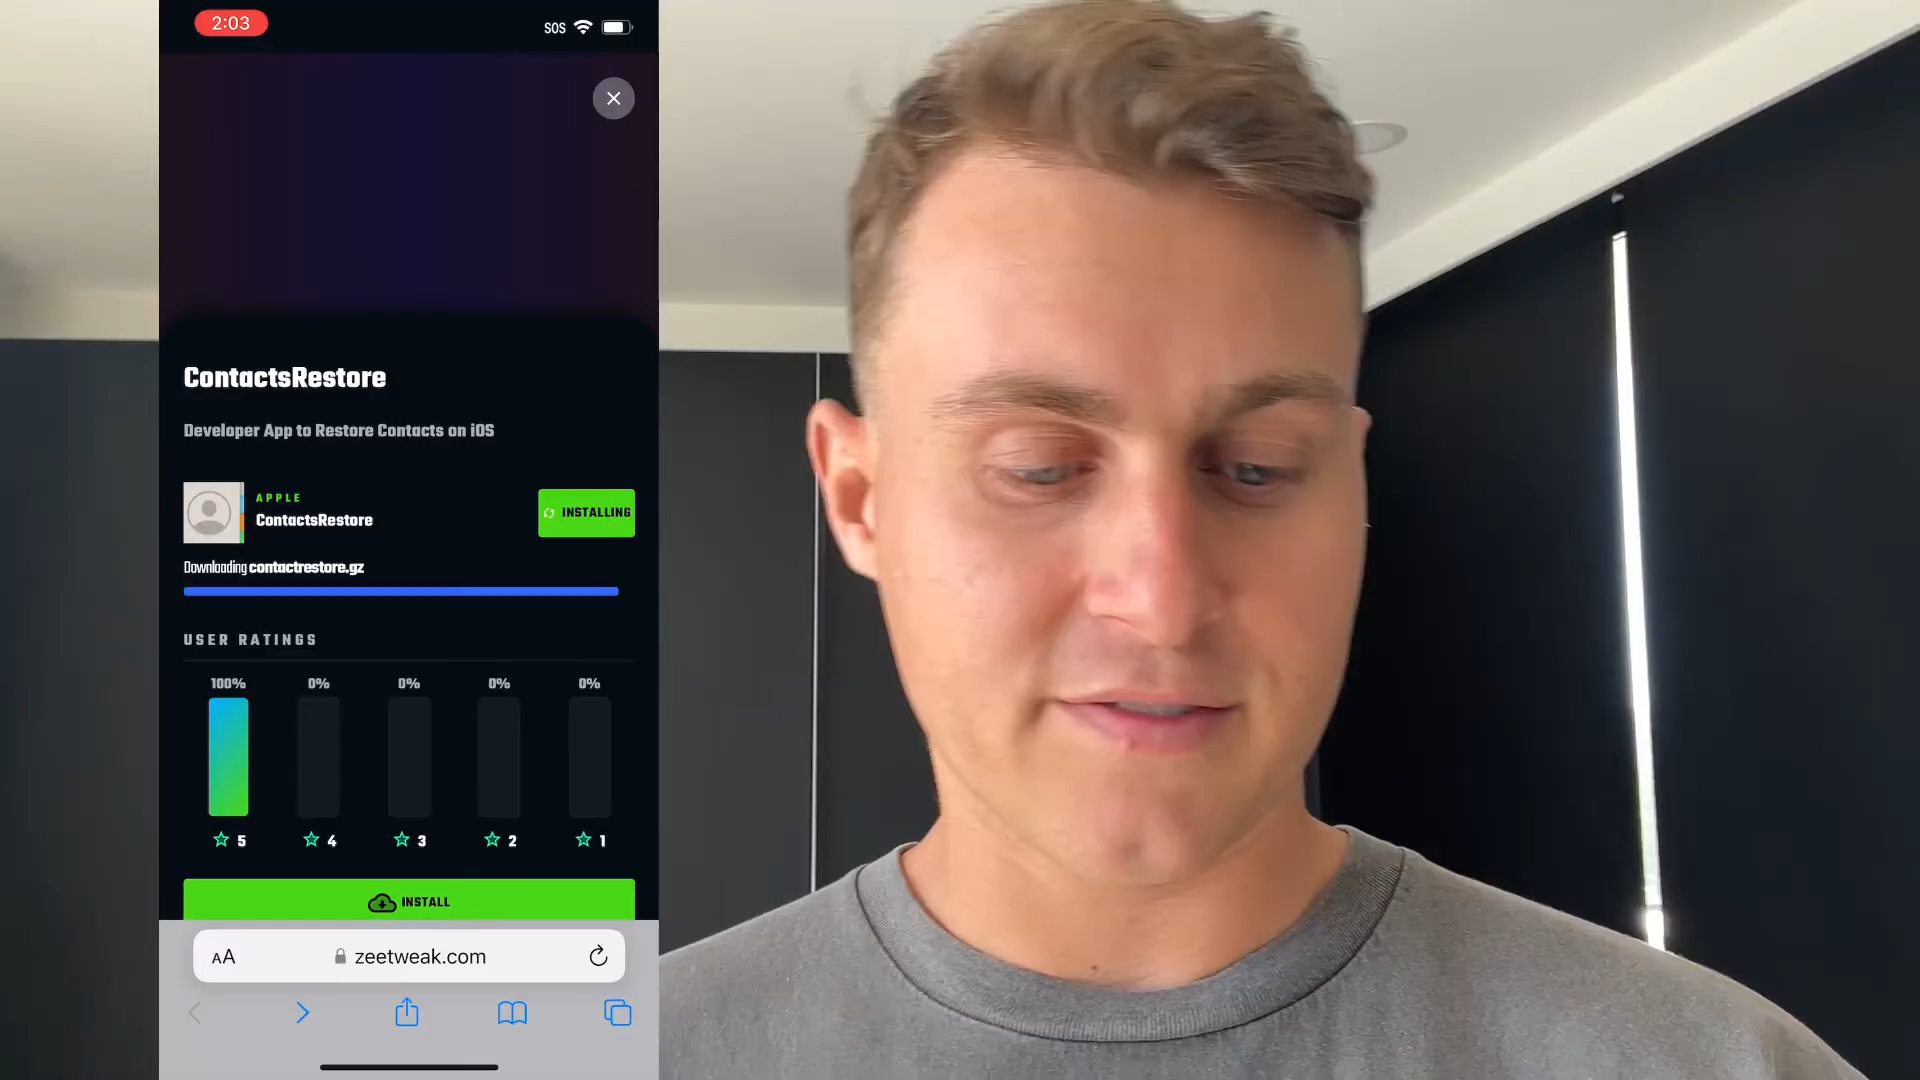 2:03
SOS
ContactsRestore
Developer App to Restore Contacts on iOS
APPLE
ContactsRestore
INSTALLING
Downloading contactrestore.gz
USER RATINGS
100% 0% 0% 0% 0%
5 4 3 2 1
INSTALL
AA zeetweak.com